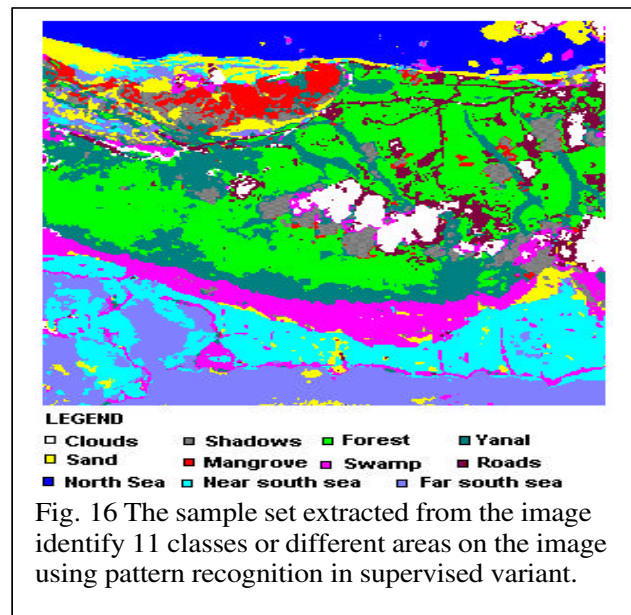 LEGEND
Clouds Shadows Forest Yanal
Sand Mangrove Swamp Roads
North Sea Near south sea Far south sea
Fig. 16 The sample set extracted from the image
identify 11 classes or different areas on the image
using pattern recognition in supervised variant.